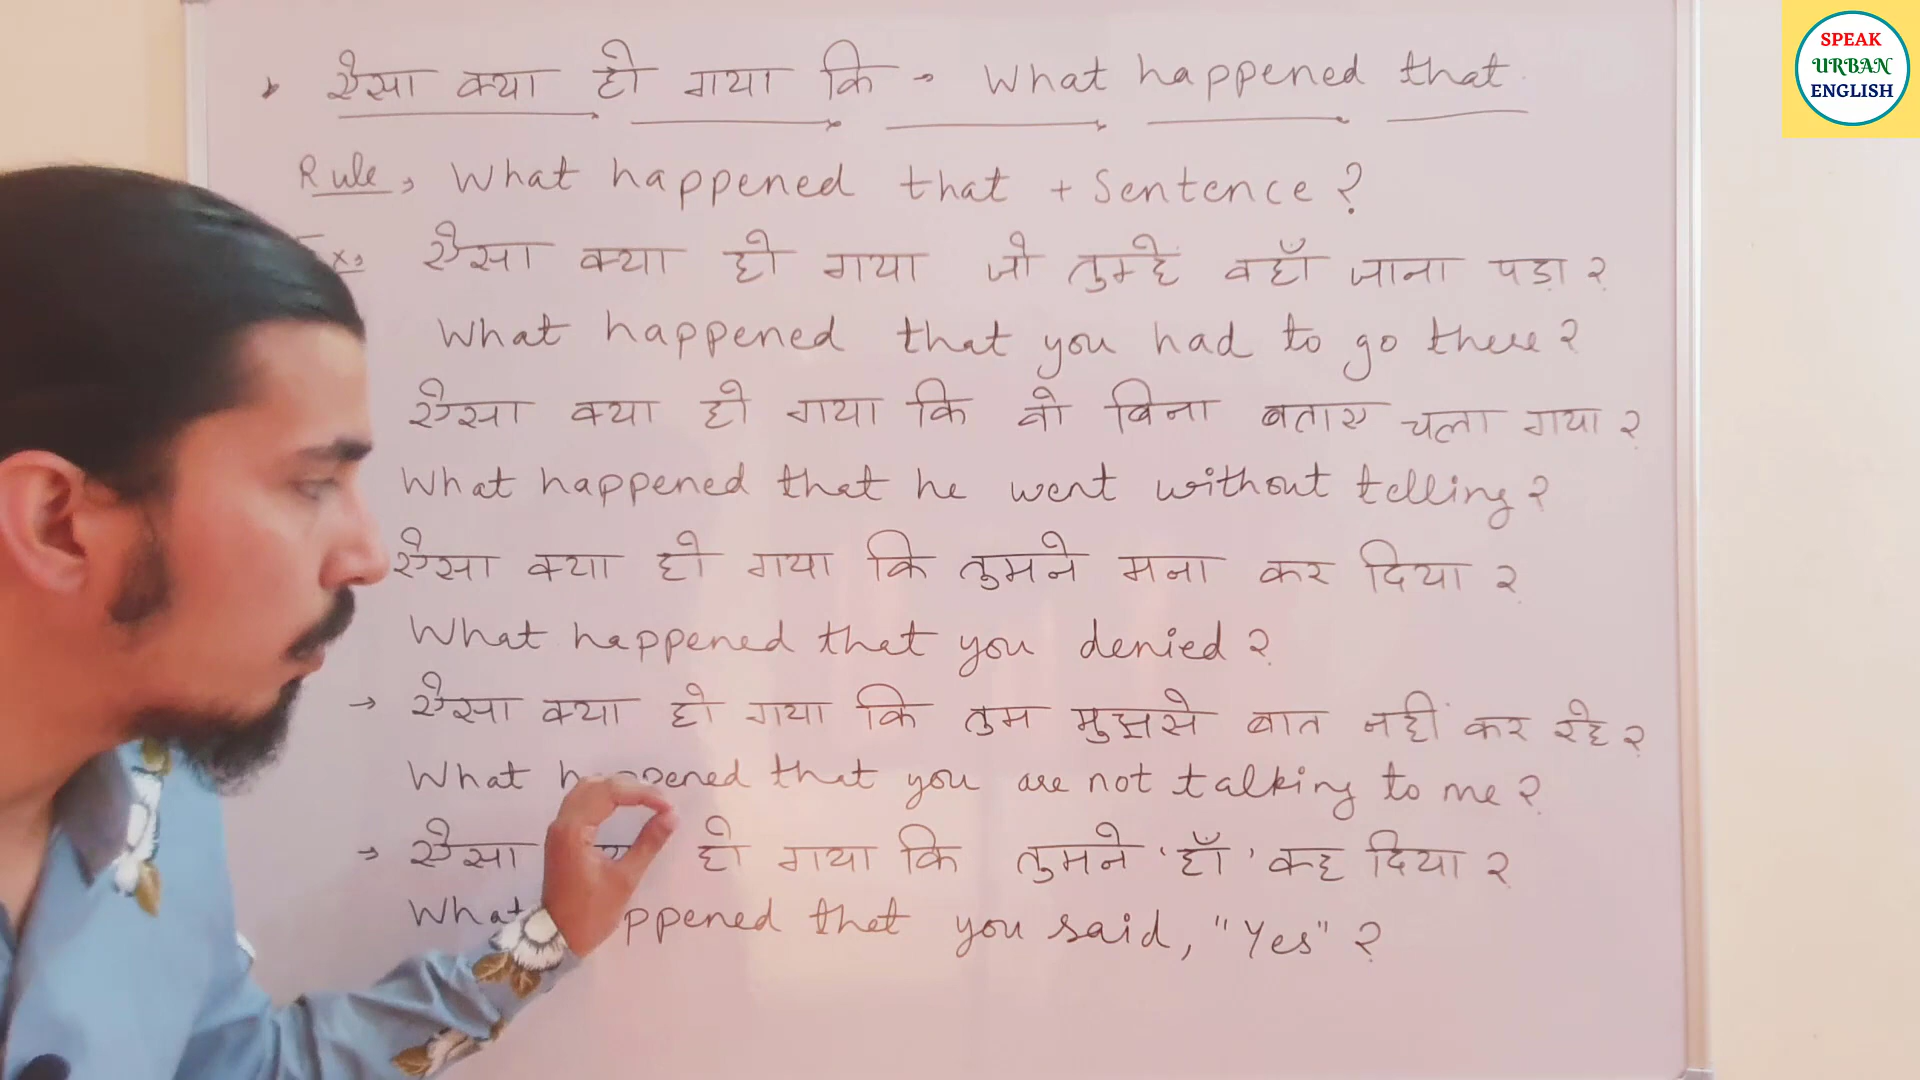 ऐसा क्या हो गया कि → What happened that
Rule, What happened that + Sentence?
ऐसा क्या हो गया जो तुम्हें वहाँ जाना पड़ा?
What happened that you had to go there?
ऐसा क्या हो गया कि वो बिना बताए चला गया?
What happened that he went without telling?
ऐसा क्या हो गया कि तुमने मना कर दिया?
What happened that you denied?
→ ऐसा क्या हो गया कि तुम मुझसे बात नहीं कर रहे?
What that you are not talking to me?
→ ऐसा हो गया कि तुमने 'हाँ' कह दिया?
What that you said, "Yes"?
SPEAK
URBAN
ENGLISH